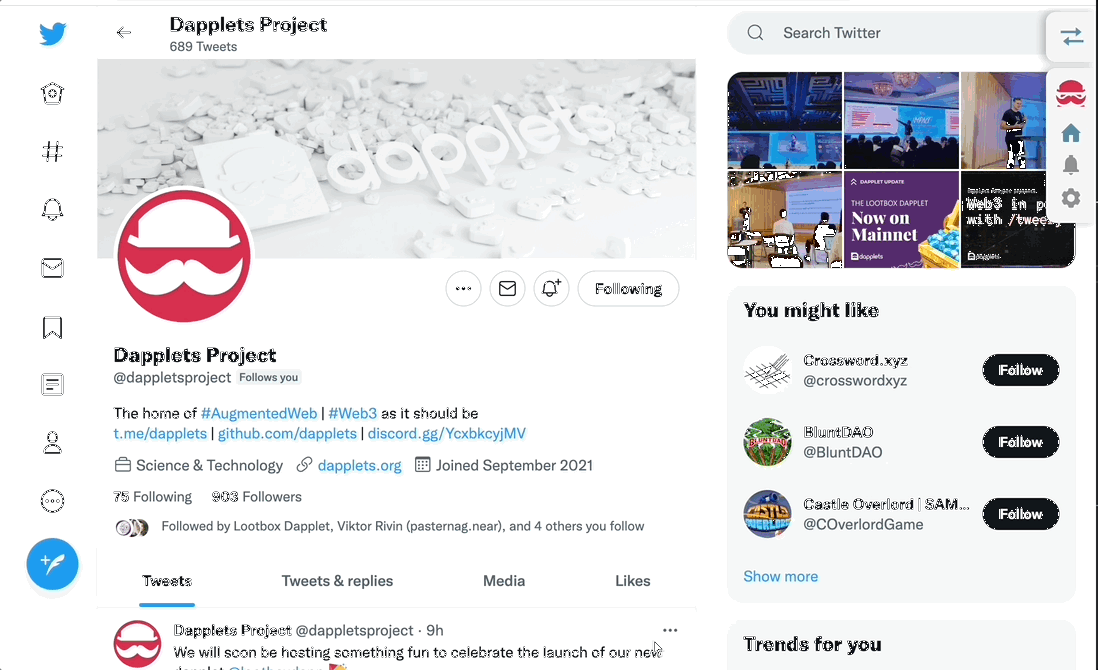 Dapplets Project
689 Tweets
Search Twitter
dapplets
DAPPLET UPDATE
THE LOOTBOX DAPPLET
Now on
Mainnet
dapplets
Web3 in
with /tweezy
dapplets
Following
Dapplets Project
@dappletsproject Follows you
The home of #AugmentedWeb | #Web3 as it should be
t.me/dapplets | github.com/dapplets | discord.gg/YcxbkcyjMV
Science & Technology dapplets.org Joined September 2021
75 Following 903 Followers
Followed by Lootbox Dapplet, Viktor Rivin (pasternag.near), and 4 others you follow
Tweets Tweets & replies Media Likes
Dapplets Project @dappletsproject · 9h
We will soon be hosting something fun to celebrate the launch of our new
You might like
Crossword.xyz
@crosswordxyz
Follow
BLUNTDAO
BluntDAO
@BluntDAO
Follow
CASTLE
OVERLORD
Castle Overlord | SAM...
@COverlordGame
Follow
Show more
Trends for you